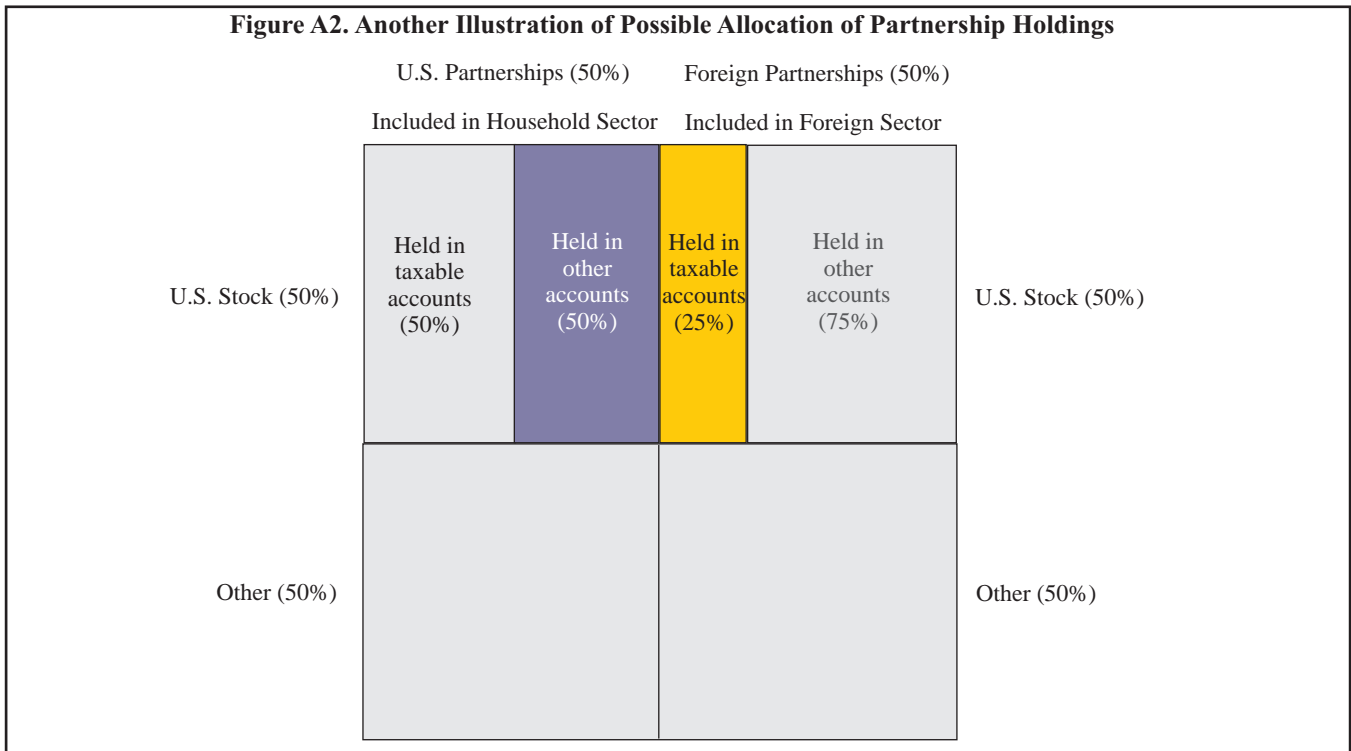 Figure A2. Another Illustration of Possible Allocation of Partnership Holdings
U.S. Partnerships (50%)
Foreign Partnerships (50%)
Included in Household Sector
Included in Foreign Sector
U.S. Stock (50%)
Held in
taxable
accounts
(50%)
Held in
other
accounts
(50%)
Held in
taxable
accounts
(25%)
Held in
other
accounts
(75%)
U.S. Stock (50%)
Other (50%)
Other (50%)